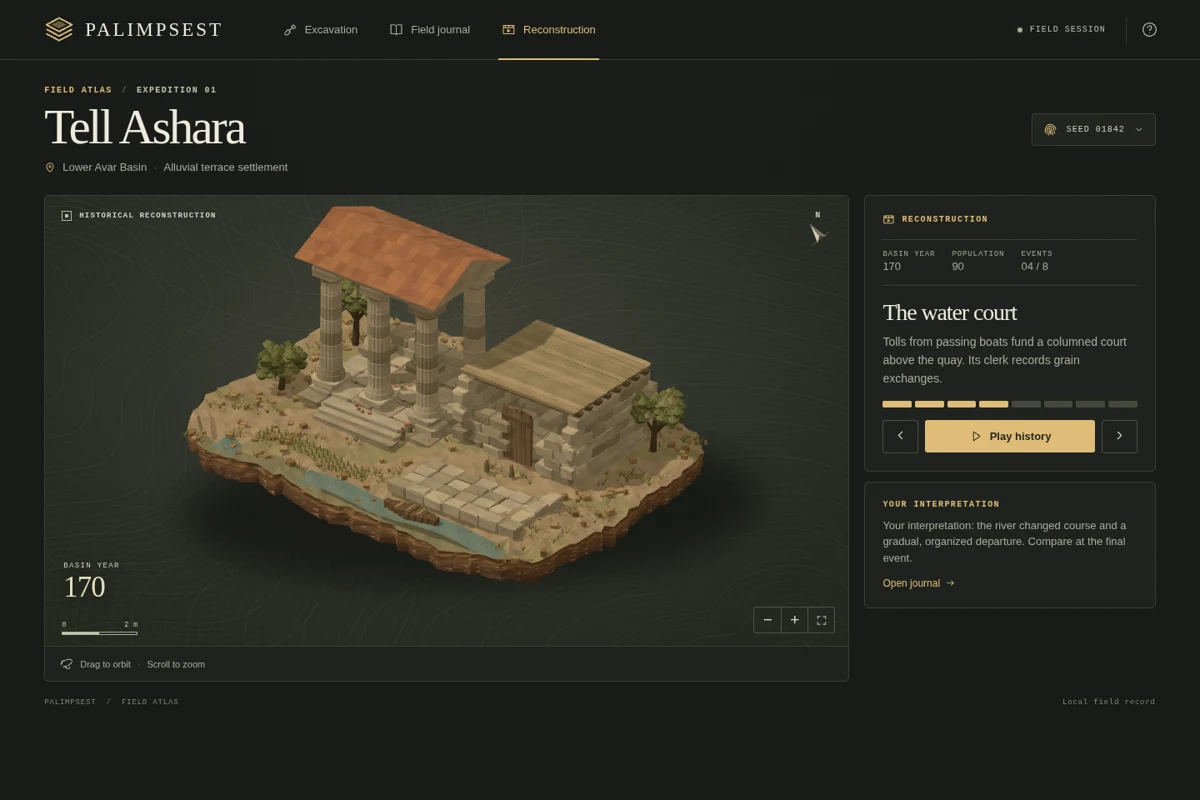 PALIMPSEST
Excavation
Field journal
Reconstruction
FIELD SESSION
FIELD ATLAS / EXPEDITION 01
Tell Ashara
Lower Avar Basin · Alluvial terrace settlement
SEED 01842
HISTORICAL RECONSTRUCTION
N
BASIN YEAR
170
0 2 m
Drag to orbit · Scroll to zoom
RECONSTRUCTION
BASIN YEAR POPULATION EVENTS
170 90 04 / 8
The water court
Tolls from passing boats fund a columned court
above the quay. Its clerk records grain
exchanges.
Play history
YOUR INTERPRETATION
Your interpretation: the river changed course and a
gradual, organized departure. Compare at the final
event.
Open journal →
PALIMPSEST / FIELD ATLAS
Local field record